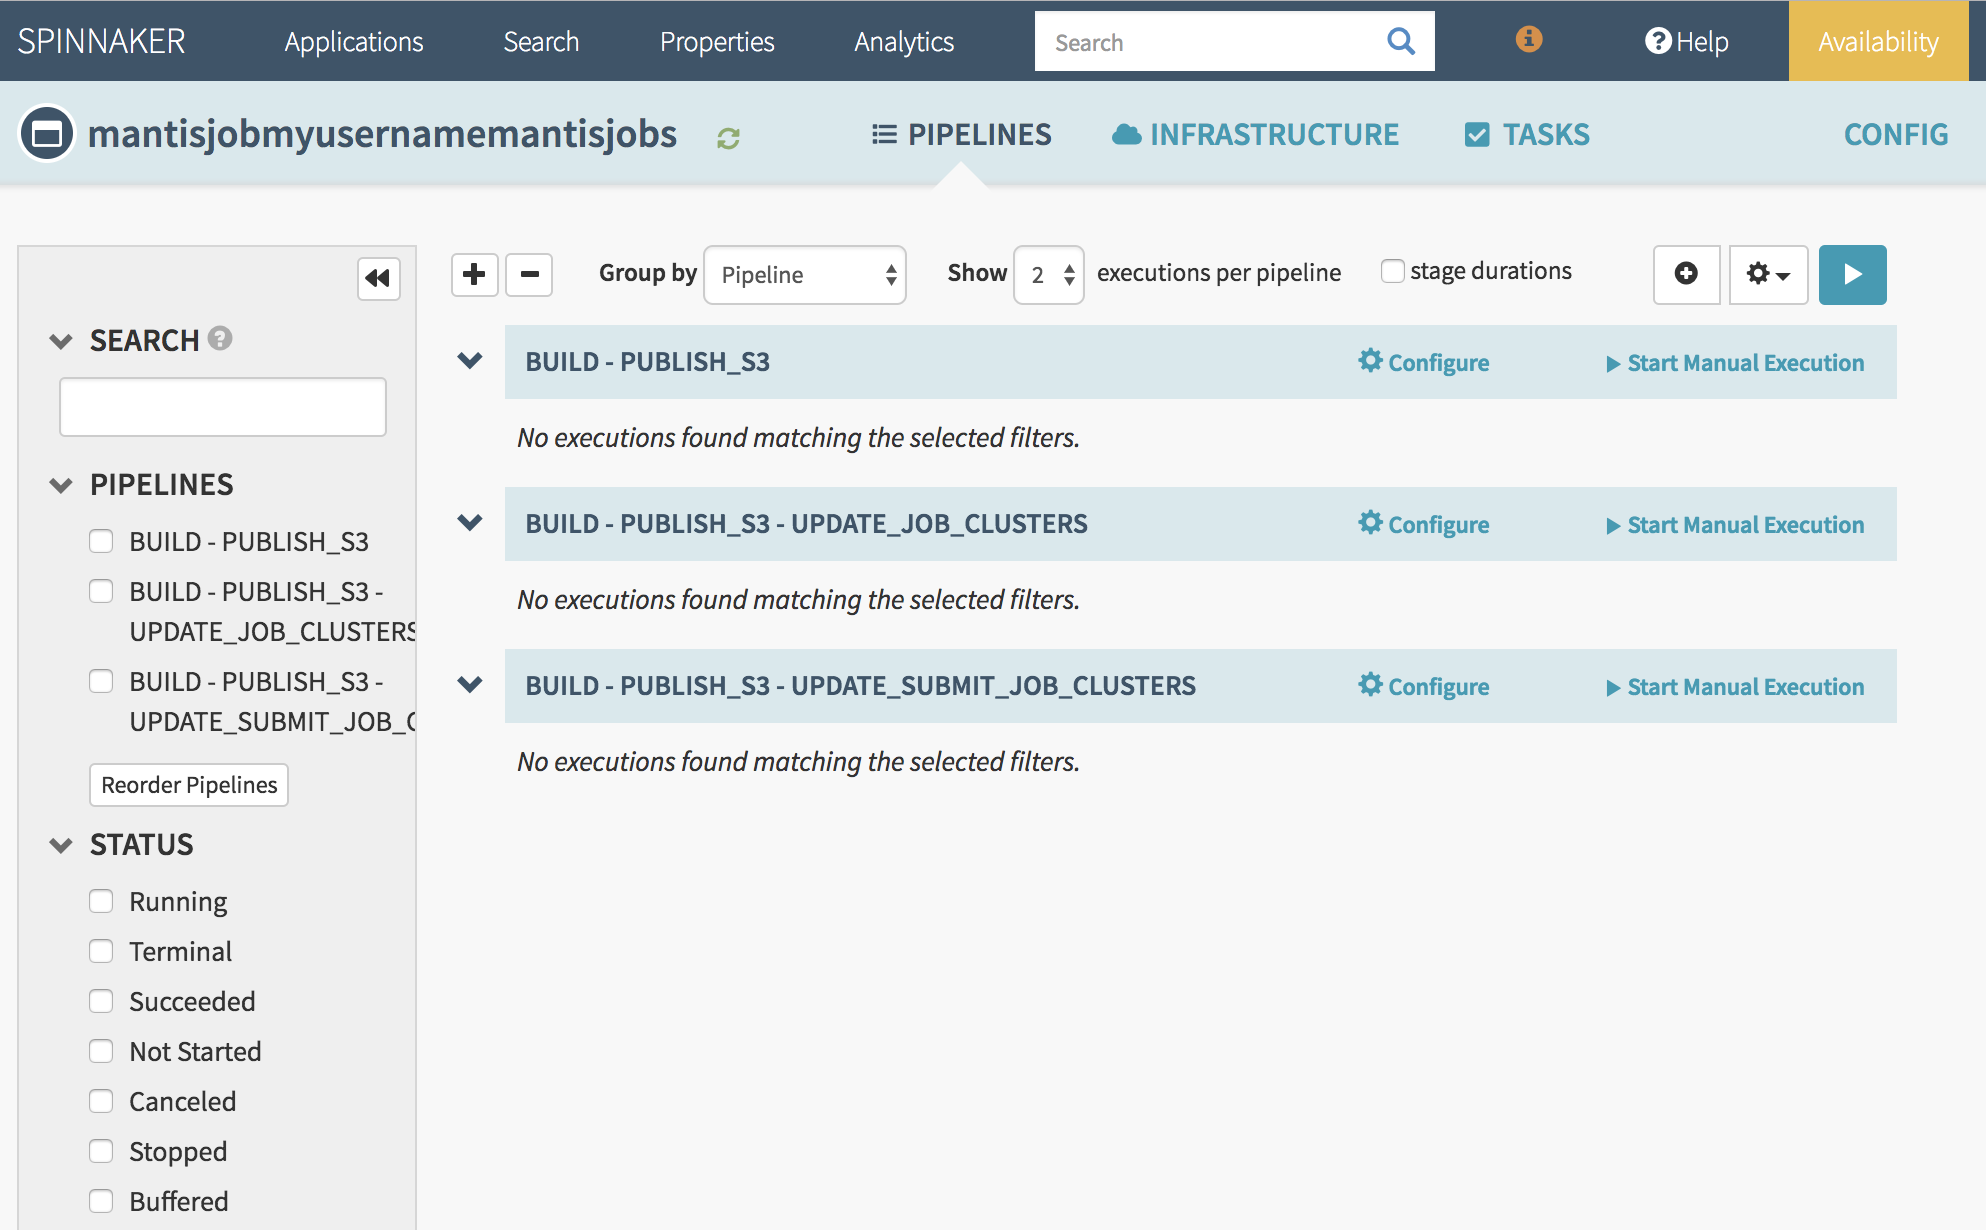 SPINNAKER Applications Search Properties Analytics Search Help Availability
mantisjobmyusernamemantisjobs PIPELINES INFRASTRUCTURE TASKS CONFIG
Group by Pipeline Show 2 executions per pipeline stage durations
SEARCH
PIPELINES
BUILD - PUBLISH_S3
BUILD - PUBLISH_S3 -
UPDATE_JOB_CLUSTERS
BUILD - PUBLISH_S3 -
UPDATE_SUBMIT_JOB_C
Reorder Pipelines
STATUS
Running
Terminal
Succeeded
Not Started
Canceled
Stopped
Buffered
BUILD - PUBLISH_S3 Configure Start Manual Execution
No executions found matching the selected filters.
BUILD - PUBLISH_S3 - UPDATE_JOB_CLUSTERS Configure Start Manual Execution
No executions found matching the selected filters.
BUILD - PUBLISH_S3 - UPDATE_SUBMIT_JOB_CLUSTERS Configure Start Manual Execution
No executions found matching the selected filters.